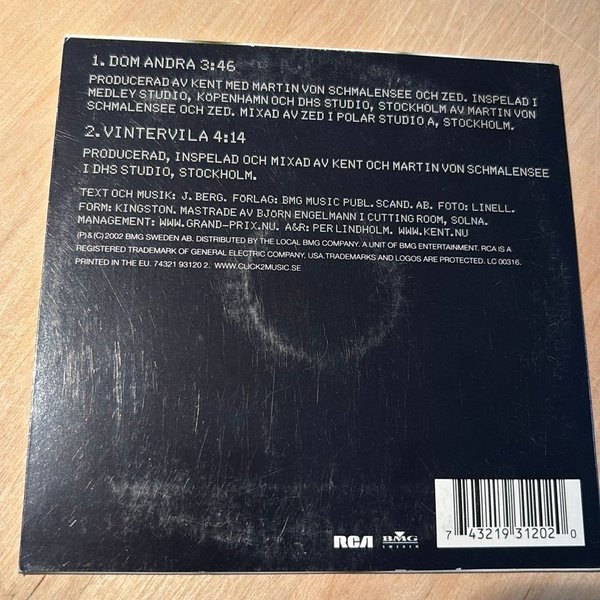 1. DOM ANDRA 3:46
PRODUCERAD AV KENT MED MARTIN VON SCHMALENSEE OCH ZED. INSPELAD I
MEDLEY STUDIO, KÖPENHAMN OCH DHS STUDIO, STOCKHOLM AV MARTIN VON
SCHMALENSEE OCH ZED. MIXAD AV ZED I POLAR STUDIO A, STOCKHOLM.
2. VINTERVILA 4:14
PRODUCERAD, INSPELAD OCH MIXAD AV KENT OCH MARTIN VON SCHMALENSEE
I DHS STUDIO, STOCKHOLM.
TEXT OCH MUSIK: J. BERG. FÖRLAG: BMG MUSIC PUBL. SCAND. AB. FOTO: LINELL.
FORM: KINGSTON. MASTRADE AV BJÖRN ENGELMANN I CUTTING ROOM, SOLNA.
MANAGEMENT: WWW.GRAND-PRIX.NU. A&R: PER LINDHOLM. WWW.KENT.NU
(P) & (C) 2002 BMG SWEDEN AB. DISTRIBUTED BY THE LOCAL BMG COMPANY. A UNIT OF BMG ENTERTAINMENT. RCA IS A
REGISTERED TRADEMARK OF GENERAL ELECTRIC COMPANY, USA. TRADEMARKS AND LOGOS ARE PROTECTED. LC 00316.
PRINTED IN THE EU. 74321 93120 2. WWW.CLICK2MUSIC.SE
RCA BMG
SWEDEN
7 43219 31202 0